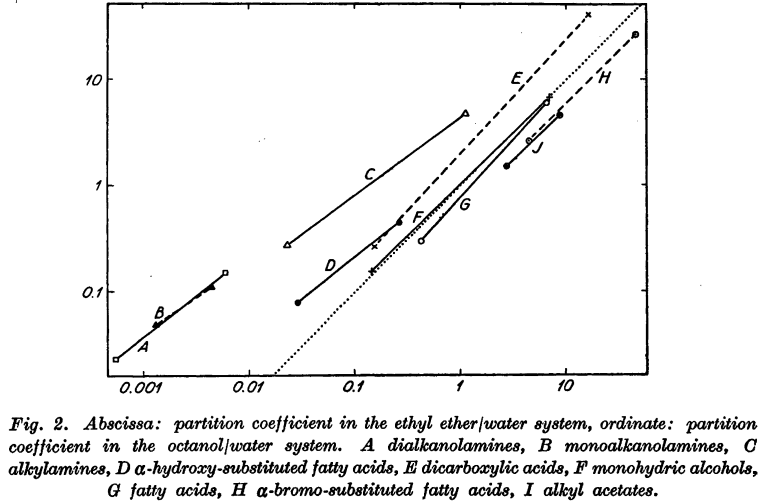 10
1
0.1
0.001 0.01 0.1 1 10
A
B
C
D
E
F
G
H
J
Fig. 2. Abscissa: partition coefficient in the ethyl ether/water system, ordinate: partition
coefficient in the octanol/water system. A dialkanolamines, B monoalkanolamines, C
alkylamines, D α-hydroxy-substituted fatty acids, E dicarboxylic acids, F monohydric alcohols,
G fatty acids, H α-bromo-substituted fatty acids, I alkyl acetates.